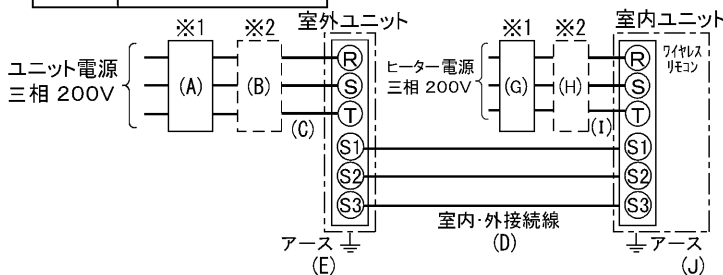 ※1 ※2 室外ユニット ※1 ※2 室内ユニット
ユニット電源
三相 200V
(A) (B) (C)
R
S
T
S1
S2
S3
アース
(E)
ヒーター電源
三相 200V
(G) (H) (I)
R
S
T
S1
S2
S3
ワイヤレス
リモコン
室内・外接続線
(D)
アース
(J)